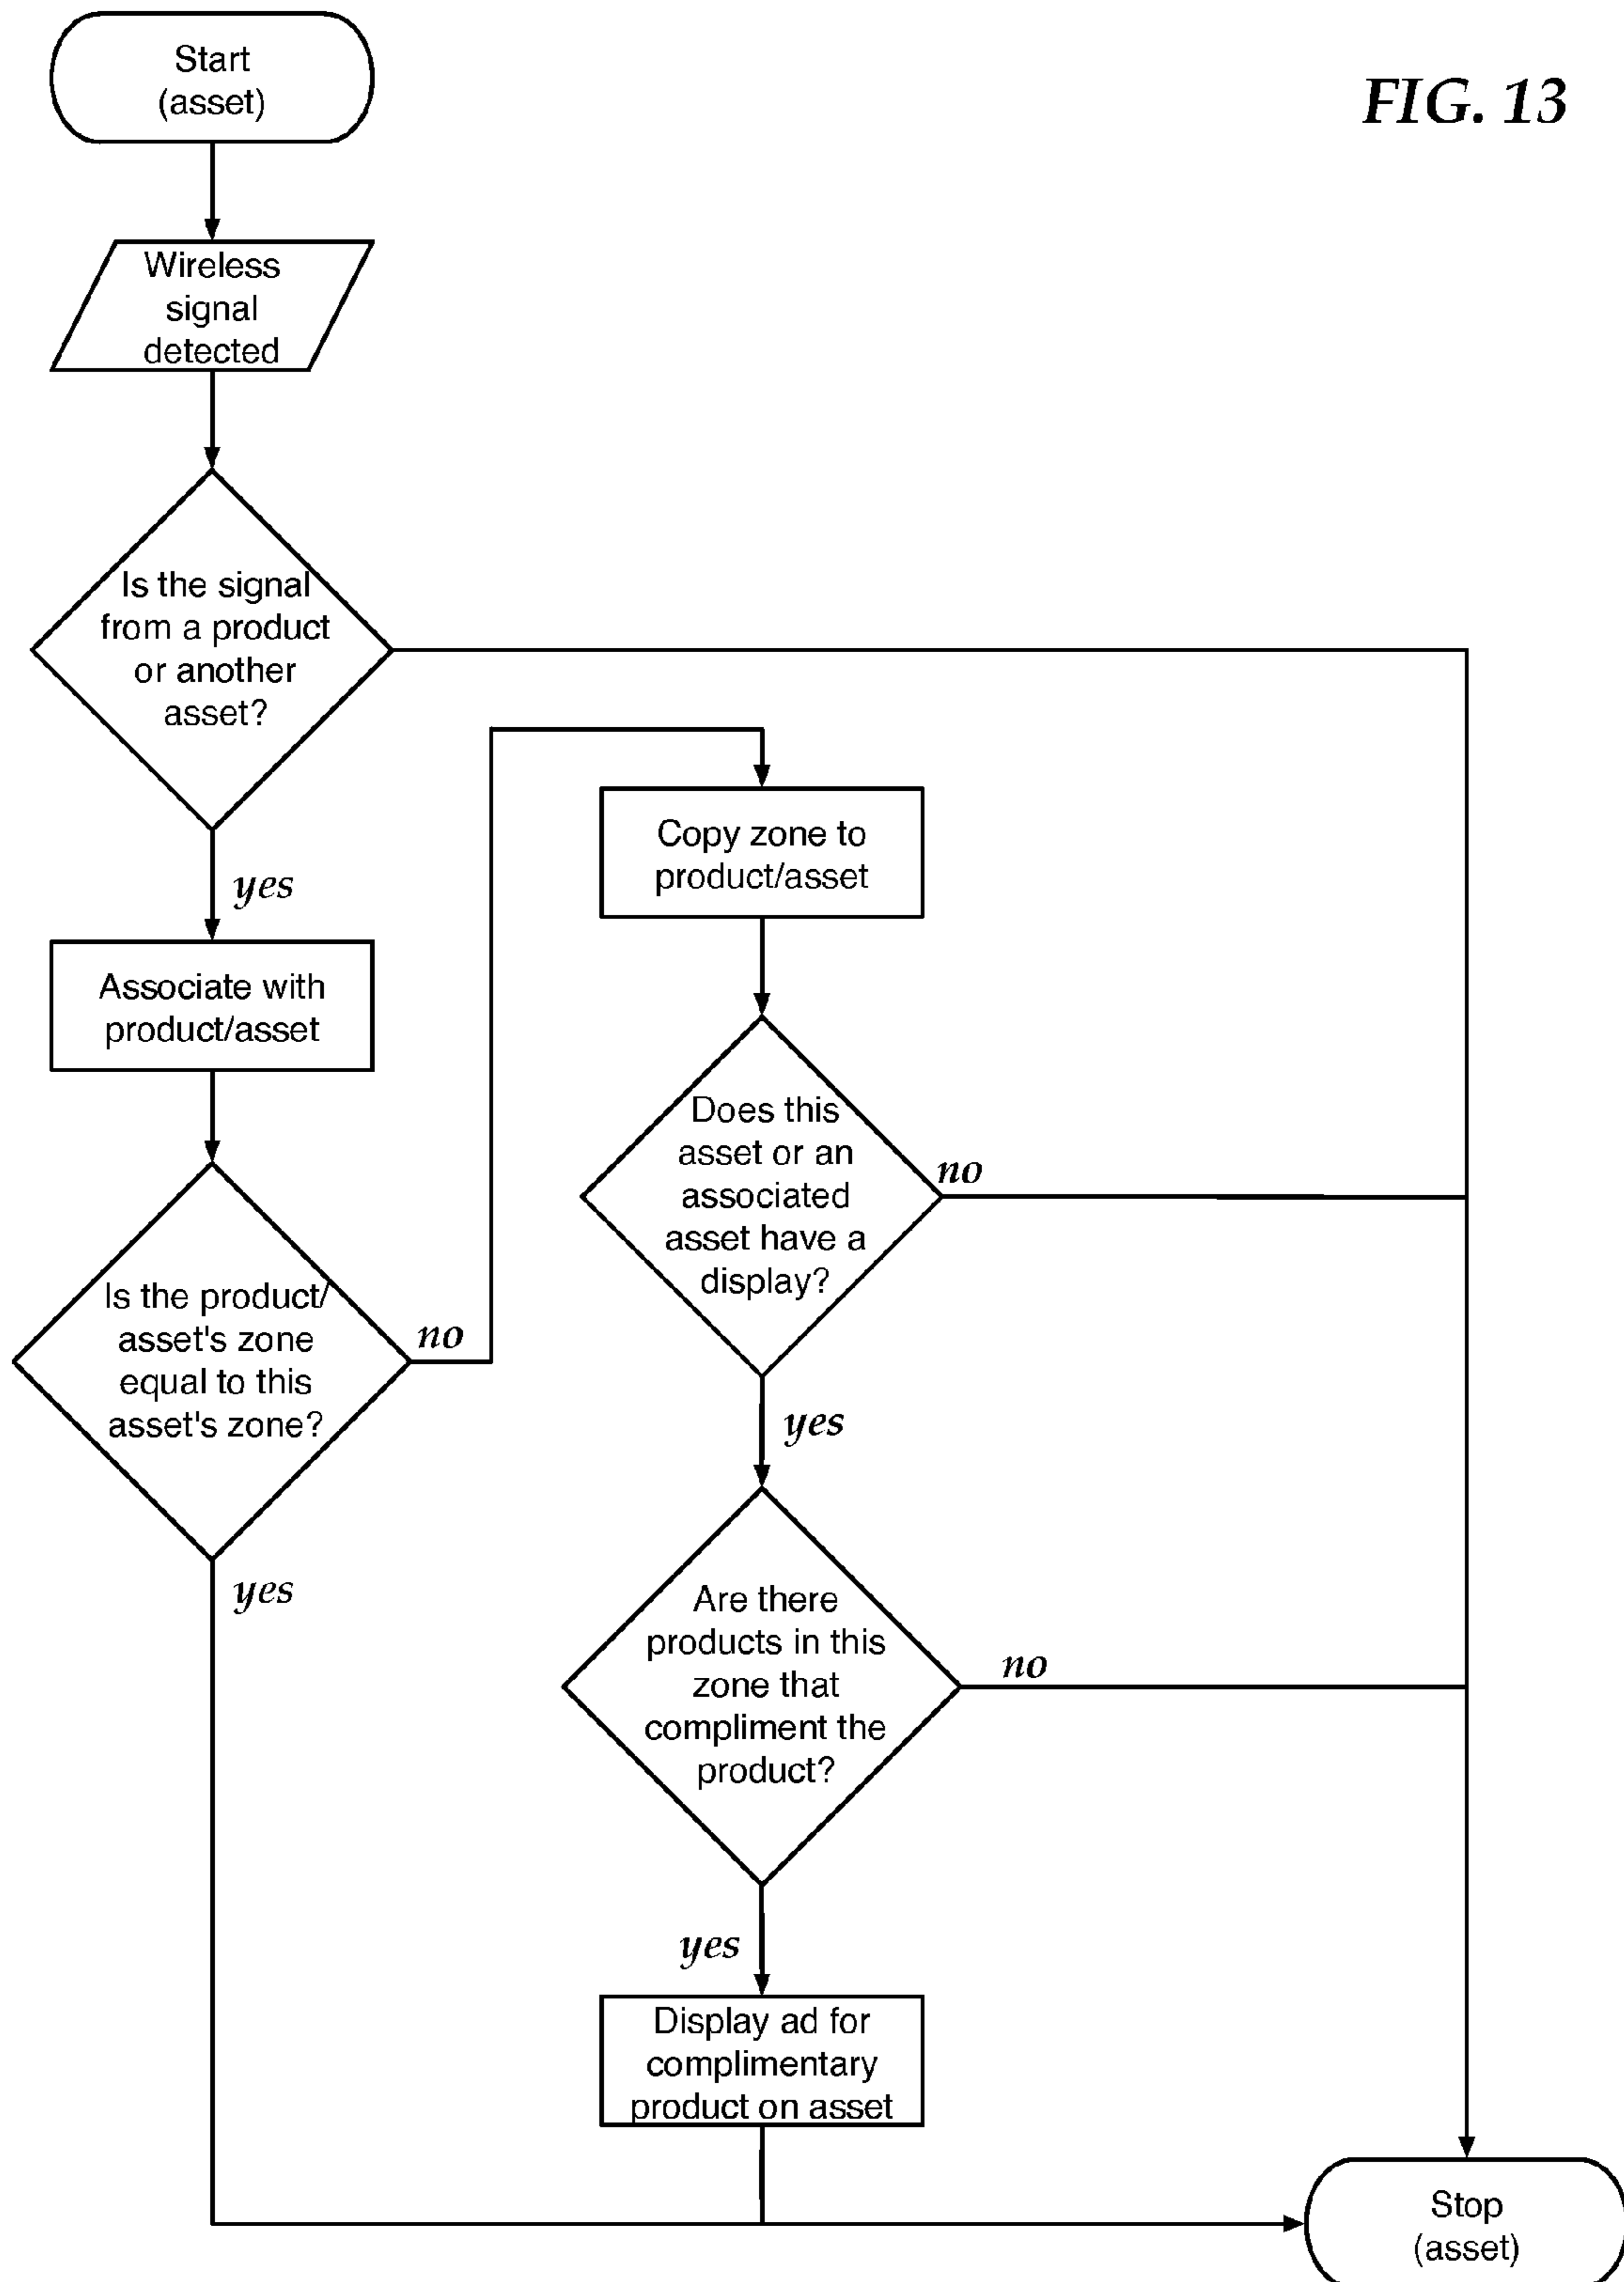 Start
(asset)
FIG. 13
Wireless
signal
detected
Is the signal
from a product
or another
asset?
yes
Associate with
product/asset
Is the product/
asset's zone
equal to this
asset's zone?
no
yes
Copy zone to
product/asset
Does this
asset or an
associated
asset have a
display?
no
yes
Are there
products in this
zone that
compliment the
product?
no
yes
Display ad for
complimentary
product on asset
Stop
(asset)